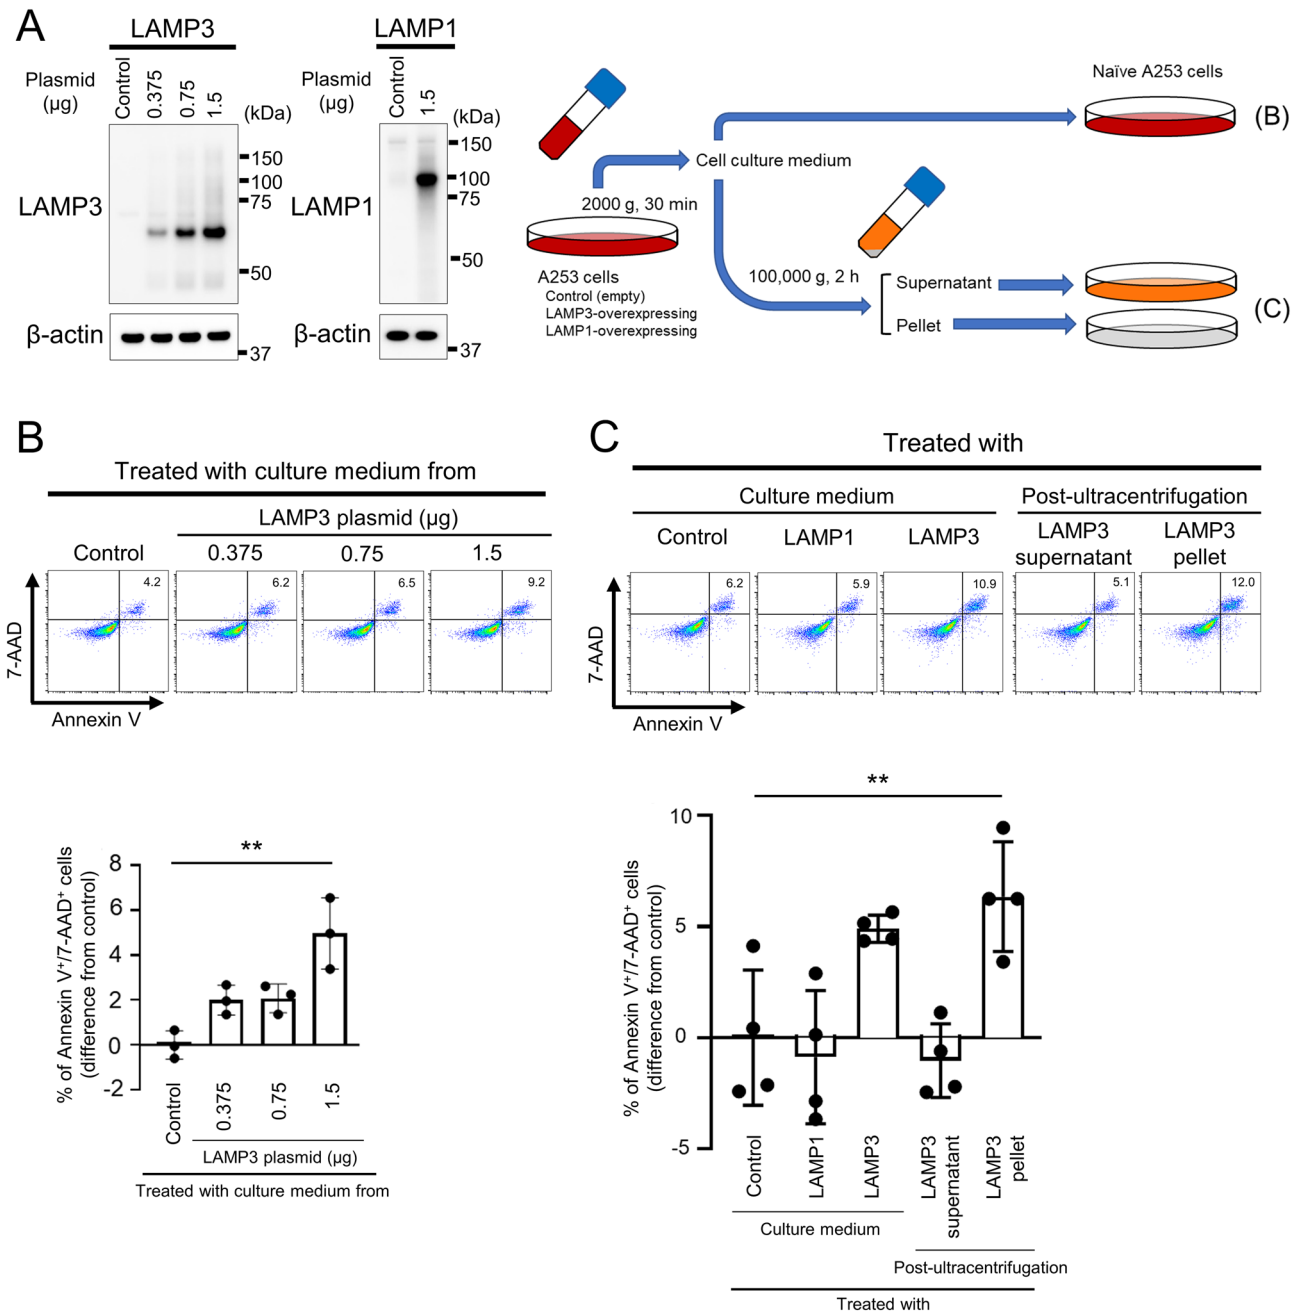 A
LAMP3
Plasmid
(µg)
Control
0.375
0.75
1.5
(kDa)
LAMP3
150
100
75
50
β-actin
37
LAMP1
Plasmid
(µg)
Control
1.5
(kDa)
LAMP1
150
100
75
50
β-actin
37
Naïve A253 cells
(B)
Cell culture medium
2000 g, 30 min
A253 cells
Control (empty)
LAMP3-overexpressing
LAMP1-overexpressing
100,000 g, 2 h
Supernatant
Pellet
(C)
B
Treated with culture medium from
LAMP3 plasmid (µg)
Control
0.375
0.75
1.5
4.2
6.2
6.5
9.2
7-AAD
Annexin V
% of Annexin V⁺/7-AAD⁺ cells
(difference from control)
**
8
6
4
2
0
-2
Control
0.375
0.75
1.5
LAMP3 plasmid (µg)
Treated with culture medium from
C
Treated with
Culture medium
Post-ultracentrifugation
Control
LAMP1
LAMP3
LAMP3
supernatant
LAMP3
pellet
6.2
5.9
10.9
5.1
12.0
7-AAD
Annexin V
% of Annexin V⁺/7-AAD⁺ cells
(difference from control)
**
10
5
0
-5
Control
LAMP1
LAMP3
LAMP3
supernatant
LAMP3
pellet
Culture medium
Post-ultracentrifugation
Treated with